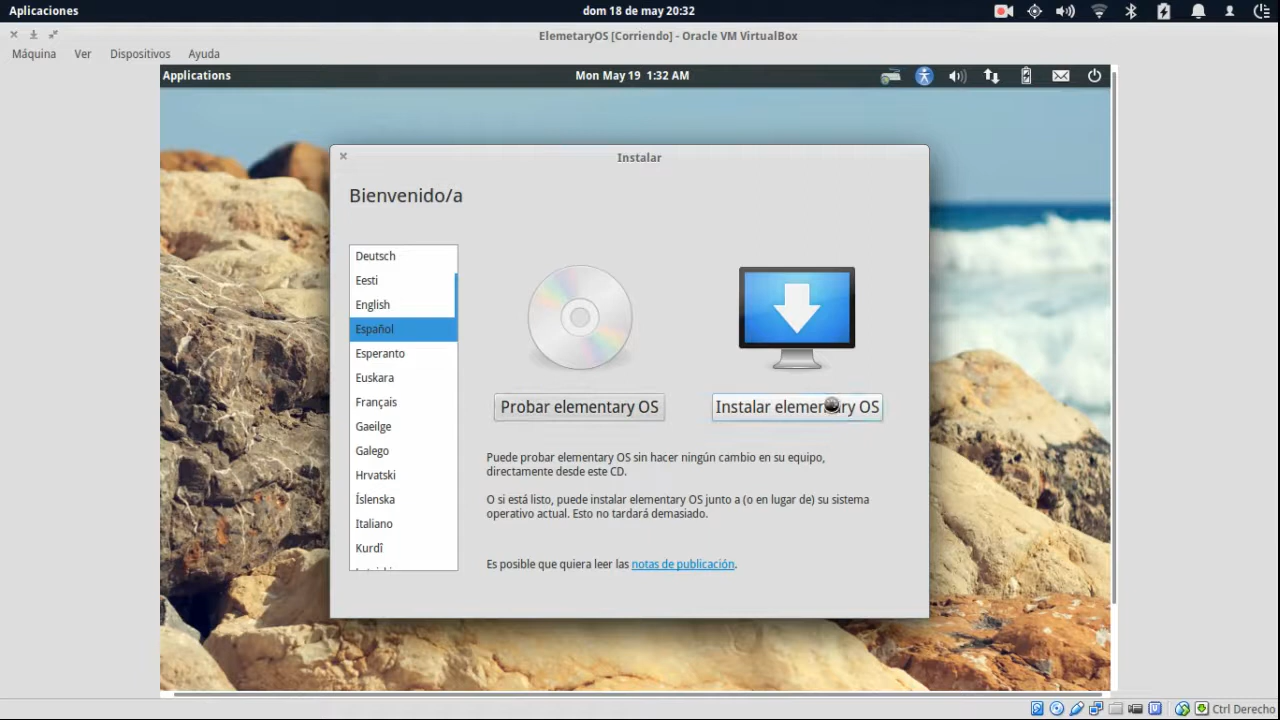 Aplicaciones
dom 18 de may 20:32
ElemetaryOS [Corriendo] - Oracle VM VirtualBox
Máquina Ver Dispositivos Ayuda
Applications
Mon May 19 1:32 AM
Instalar
Bienvenido/a
Deutsch
Eesti
English
Español
Esperanto
Euskara
Français
Gaeilge
Galego
Hrvatski
Íslenska
Italiano
Kurdî
Probar elementary OS
Instalar elementary OS
Puede probar elementary OS sin hacer ningún cambio en su equipo,
directamente desde este CD.
O si está listo, puede instalar elementary OS junto a (o en lugar de) su sistema
operativo actual. Esto no tardará demasiado.
Es posible que quiera leer las notas de publicación.
Ctrl Derecho